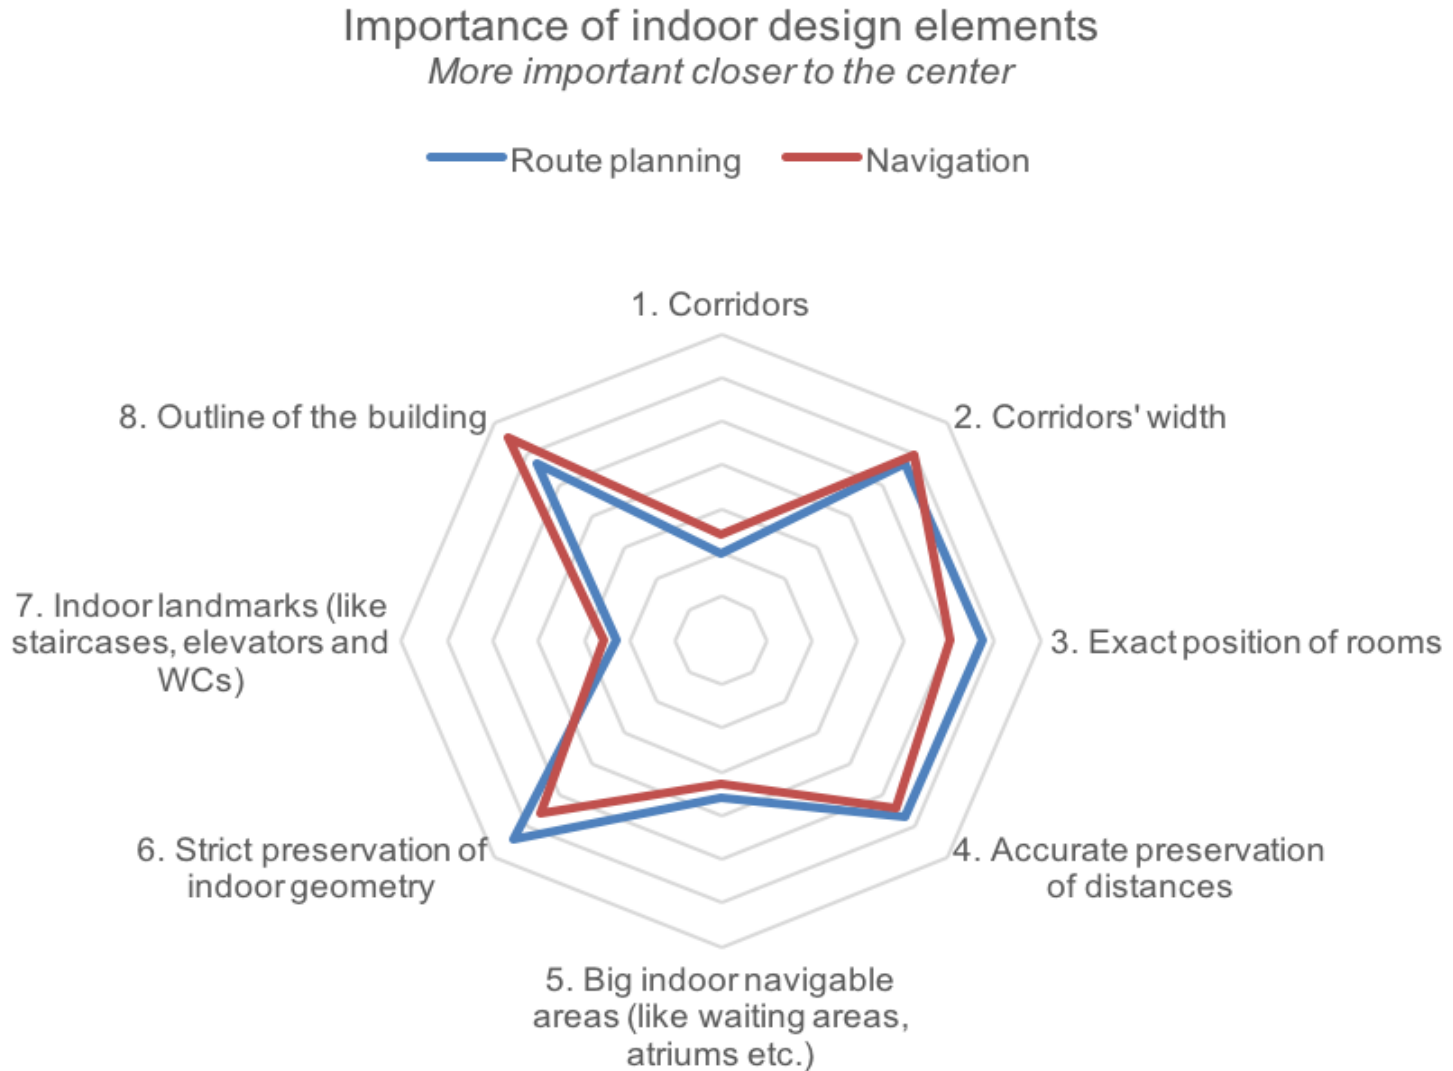 Importance of indoor design elements
More important closer to the center
Route planning Navigation
1. Corridors
8. Outline of the building
2. Corridors' width
7. Indoor landmarks (like
staircases, elevators and
WCs)
3. Exact position of rooms
6. Strict preservation of
indoor geometry
4. Accurate preservation
of distances
5. Big indoor navigable
areas (like waiting areas,
atriums etc.)